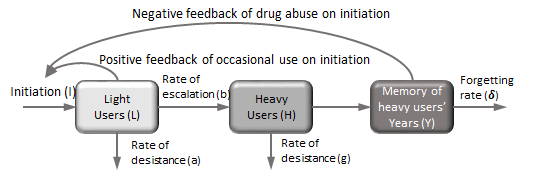 Negative feedback of drug abuse on initiation
Positive feedback of occasional use on initiation
Initiation (I)
Light
Users (L)
Rate of
escalation (b)
Heavy
Users (H)
Memory of
heavy users'
Years (Y)
Forgetting
rate (δ)
Rate of
desistance (a)
Rate of
desistance (g)